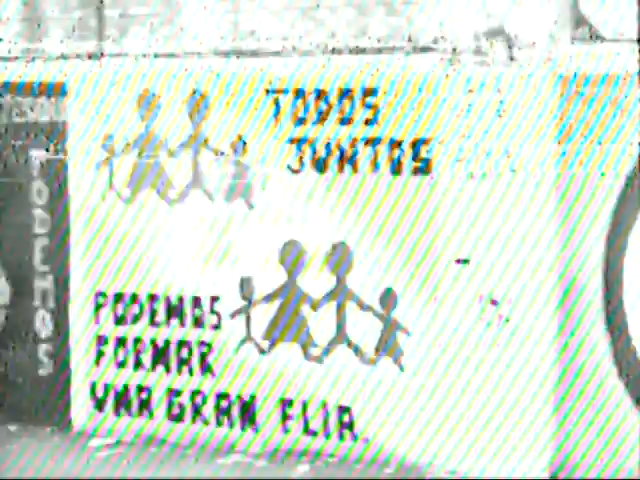 TODOS
JUNTOS
PODEMOS
FORMAR
UNA GRAN FLIA.